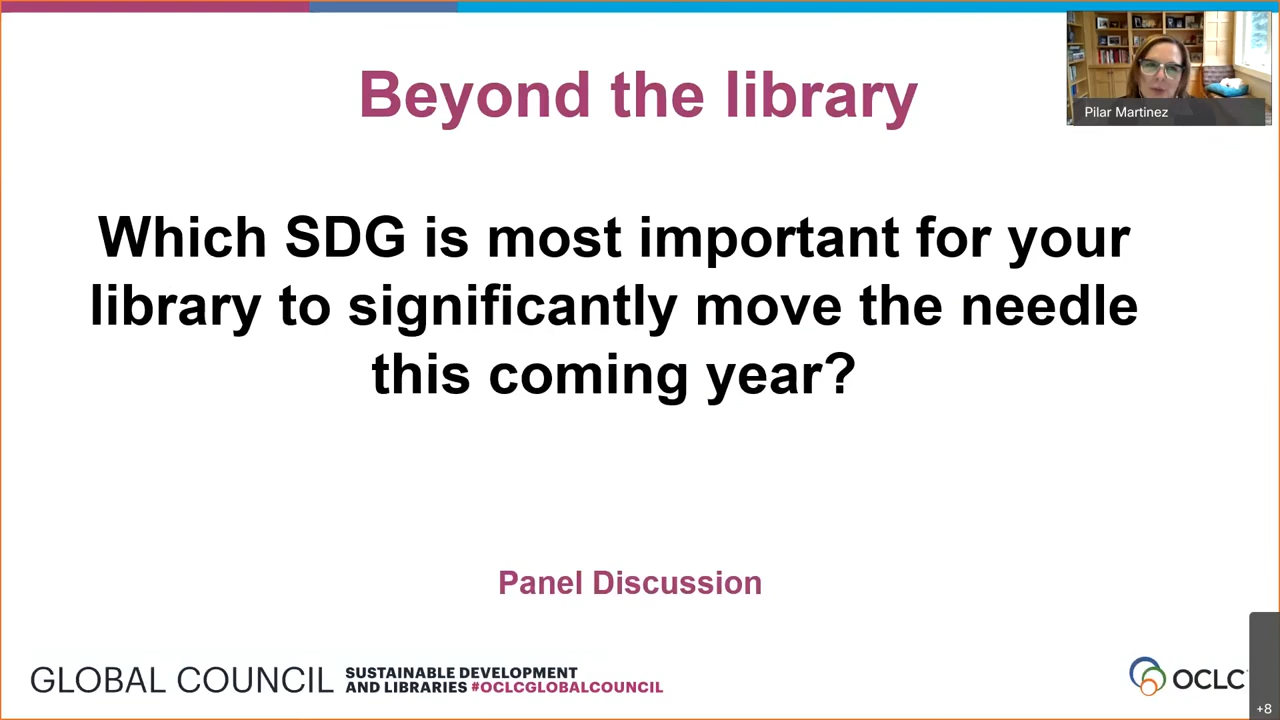 Beyond the library
Pilar Martinez
Which SDG is most important for your
library to significantly move the needle
this coming year?
Panel Discussion
GLOBAL COUNCIL
SUSTAINABLE DEVELOPMENT
AND LIBRARIES #OCLCGLOBALCOUNCIL
OCLC
+8